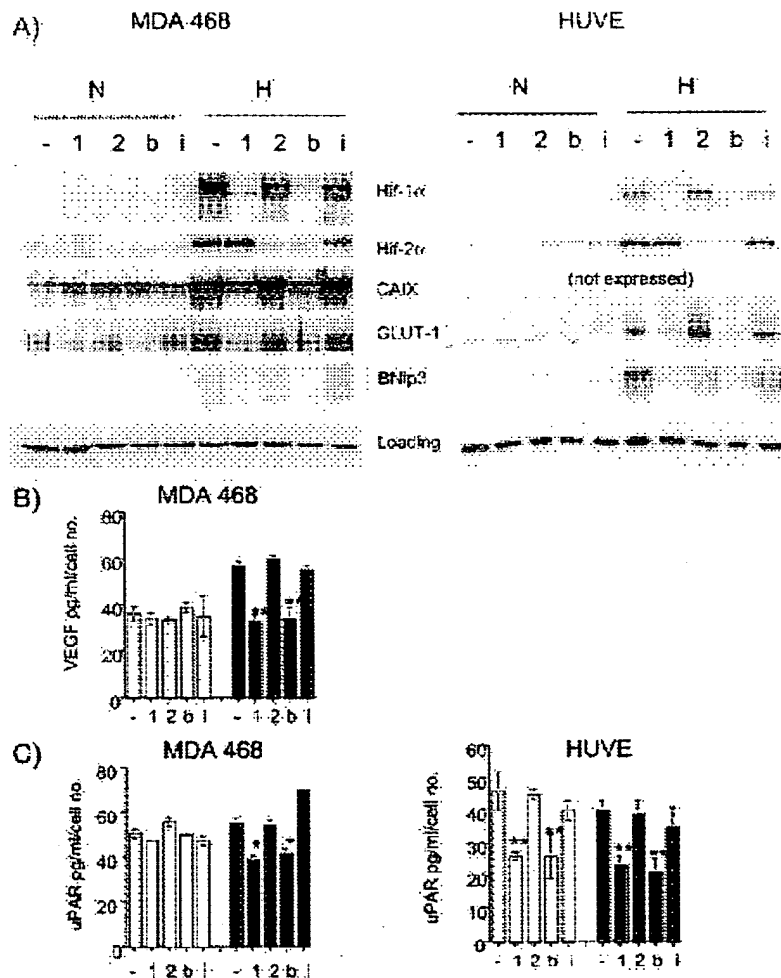 A) MDA 468 HUVE
N H N H
- 1 2 b i - 1 2 b i - 1 2 b i - 1 2 b i
Hif-1α
Hif-2α
CAIX (not expressed)
GLUT-1
BNip3
Loading
B) MDA 468
VEGF pg/ml/cell no.
80
60
40
20
0
** **
- 1 2 b i - 1 2 b i
C) MDA 468 HUVE
uPAR pg/ml/cell no.
80
60
40
20
0
* *
- 1 2 b i - 1 2 b i
uPAR pg/ml/cell no.
60
50
40
30
20
10
0
** ** ** **
- 1 2 b i - 1 2 b i